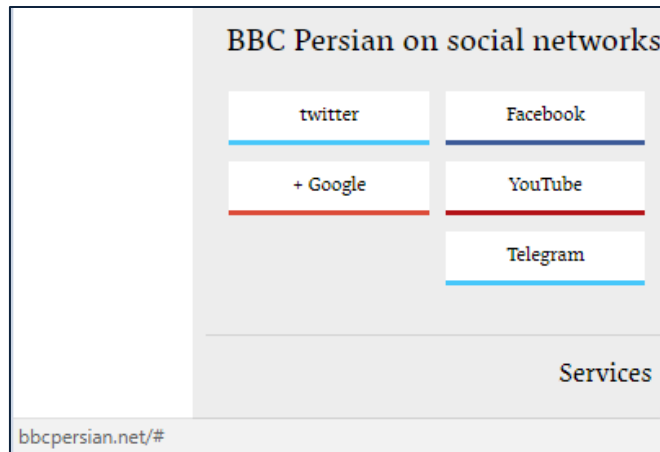 BBC Persian on social networks
twitter
Facebook
+ Google
YouTube
Telegram
Services
bbcpersian.net/#